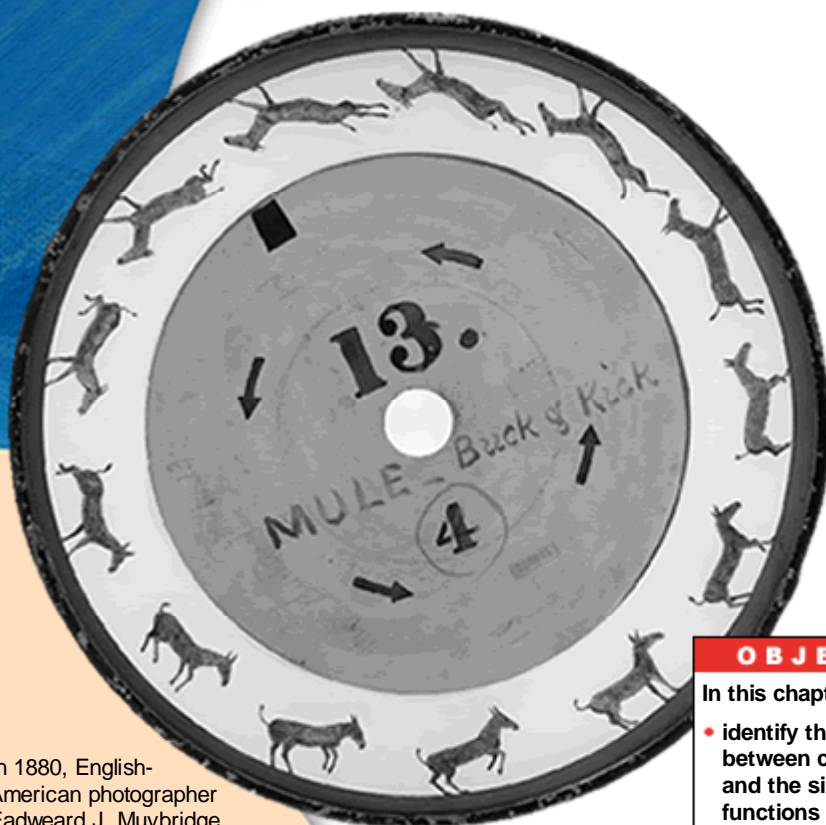 13.
MULE - Buck & Kick
4
n 1880, English-
American photographer
Eadweard J. Muybridge
OBJE
In this chapt
• identify th
between c
and the si
functions